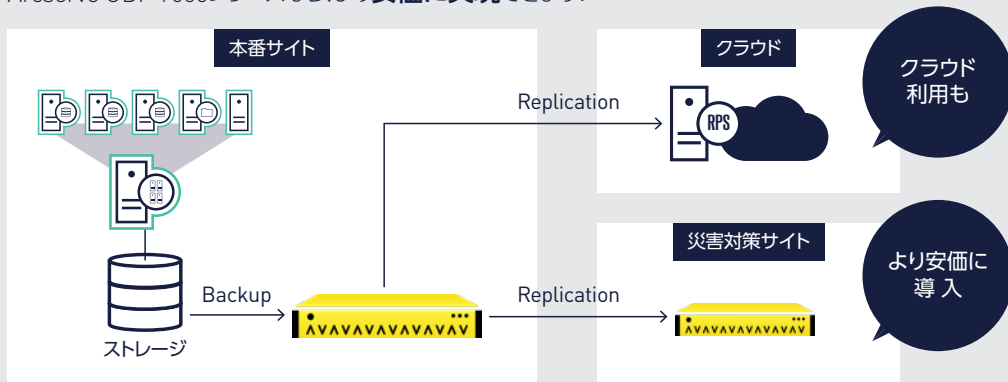 本番サイト
クラウド
クラウド
利用も
Replication
RPS
災害対策サイト
より安価に
導入
Backup
Replication
ストレージ